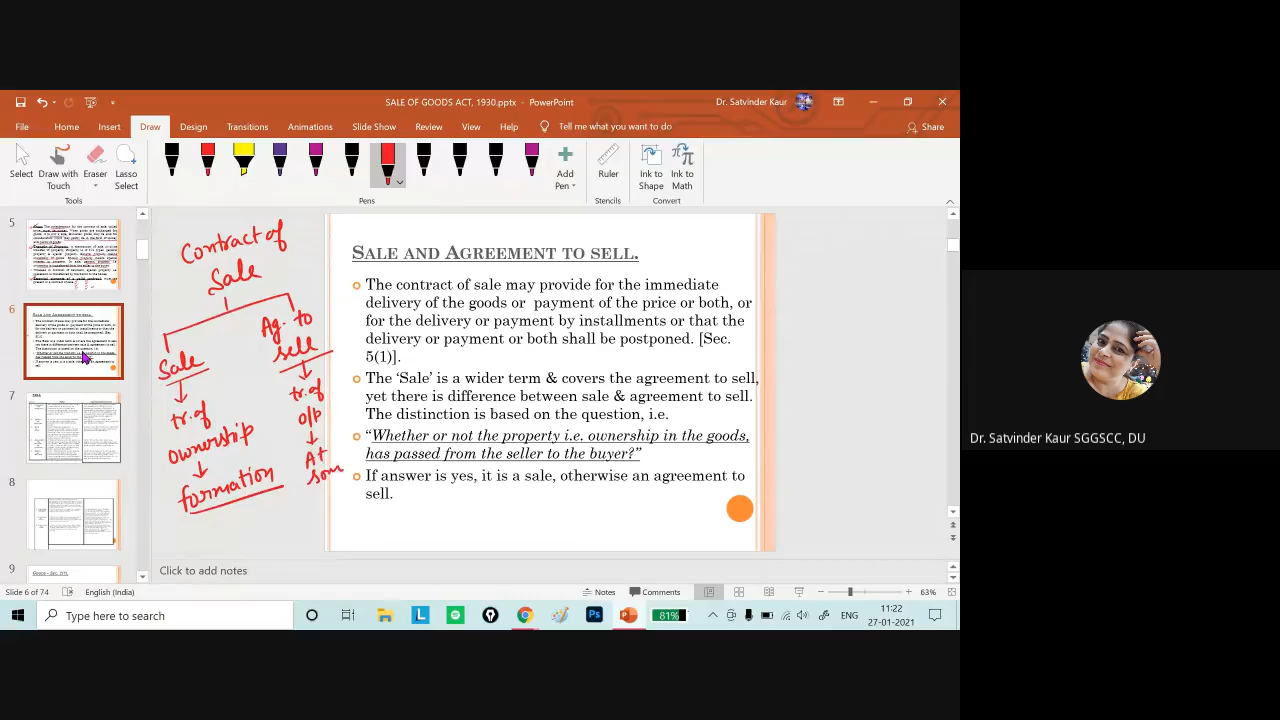 SALE OF GOODS ACT, 1930.pptx - PowerPoint
Dr. Satvinder Kaur
File Home Insert Draw Design Transitions Animations Slide Show Review View Help Tell me what you want to do Share
Select
Draw with Touch
Eraser
Lasso Select
Add Pen
Ruler
Ink to Shape
Ink to Math
Tools
Pens
Stencils
Convert
5
6
7
8
9
Contract of
Sale
Sale
tr. of
ownership
formation
Ag. to
sell
tr. of
o/p
At
som
SALE AND AGREEMENT TO SELL.
The contract of sale may provide for the immediate
delivery of the goods or payment of the price or both, or
for the delivery or payment by installments or that the
delivery or payment or both shall be postponed. [Sec.
5(1)].
The ‘Sale’ is a wider term & covers the agreement to sell,
yet there is difference between sale & agreement to sell.
The distinction is based on the question, i.e.
“Whether or not the property i.e. ownership in the goods,
has passed from the seller to the buyer?”
If answer is yes, it is a sale, otherwise an agreement to
sell.
Click to add notes
Slide 6 of 74 English (India) Notes Comments 63%
Type here to search
81%
ENG
11:22
27-01-2021
Dr. Satvinder Kaur SGGSCC, DU